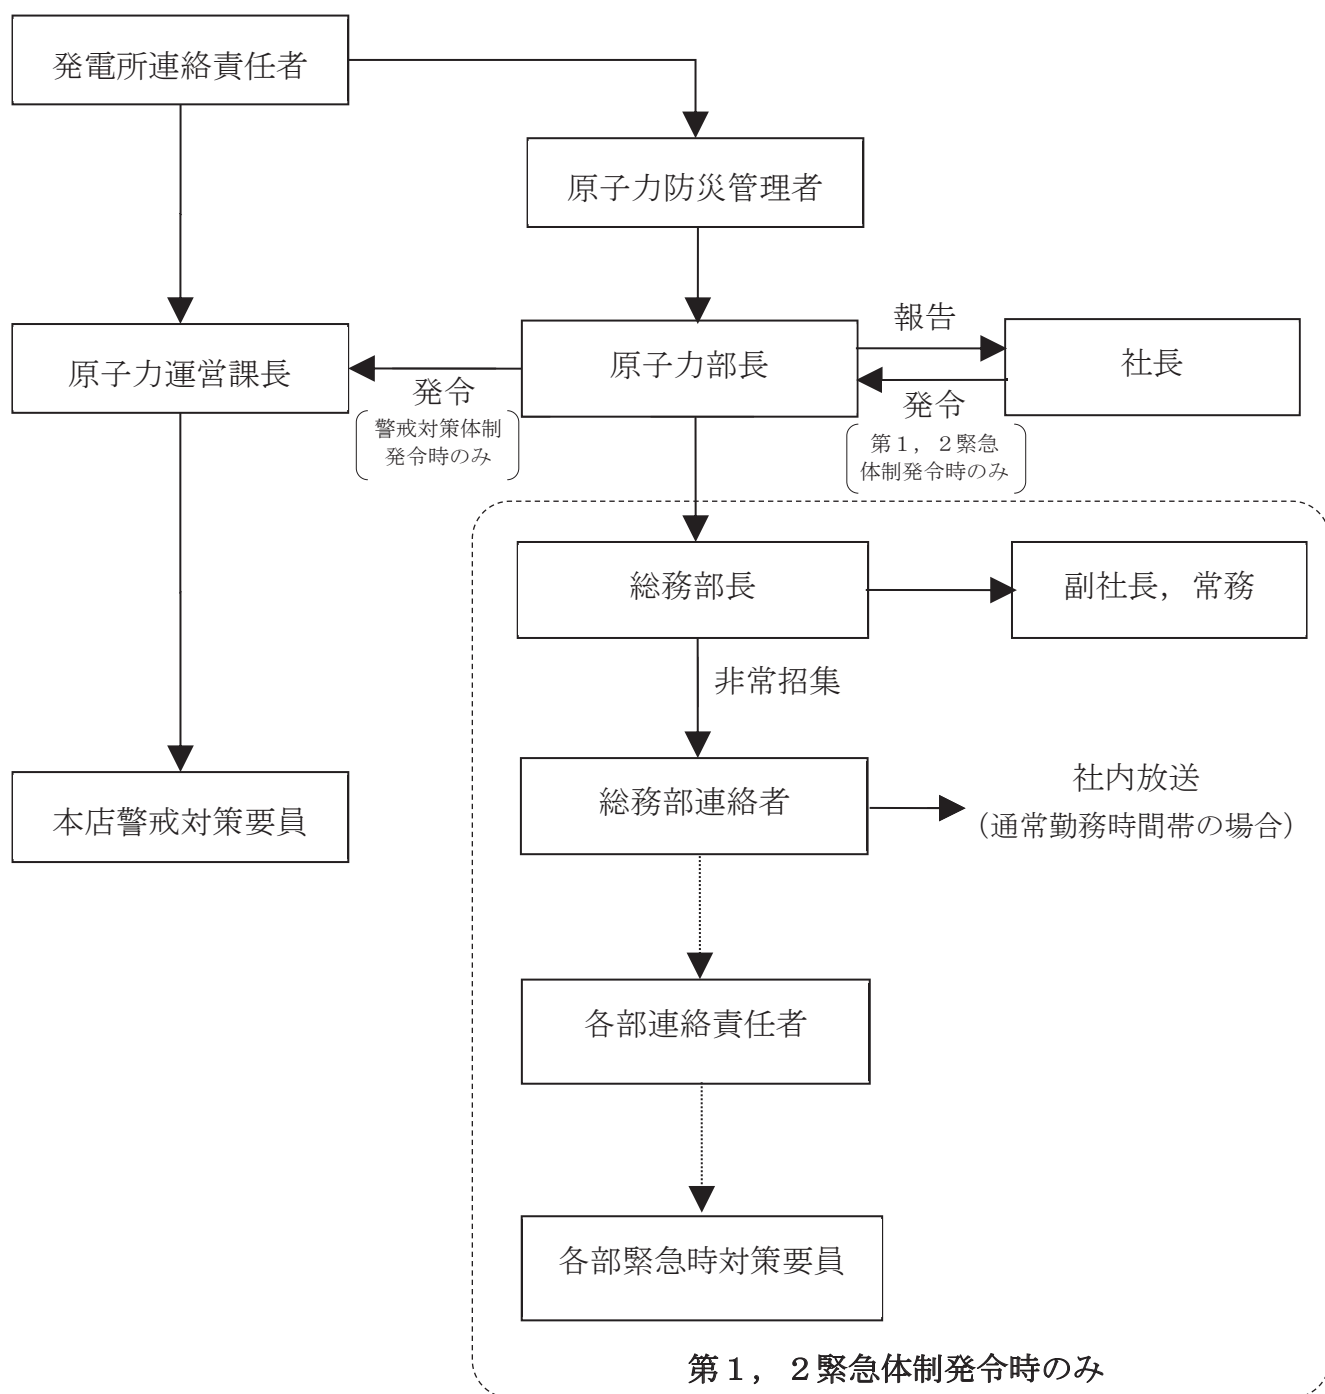 発電所連絡責任者
原子力防災管理者
原子力運営課長
原子力部長
報告
社長
発令
警戒対策体制
発令時のみ
発令
第１，２緊急
体制発令時のみ
総務部長
副社長，常務
非常招集
総務部連絡者
社内放送
（通常勤務時間帯の場合）
本店警戒対策要員
各部連絡責任者
各部緊急時対策要員
第１，２緊急体制発令時のみ